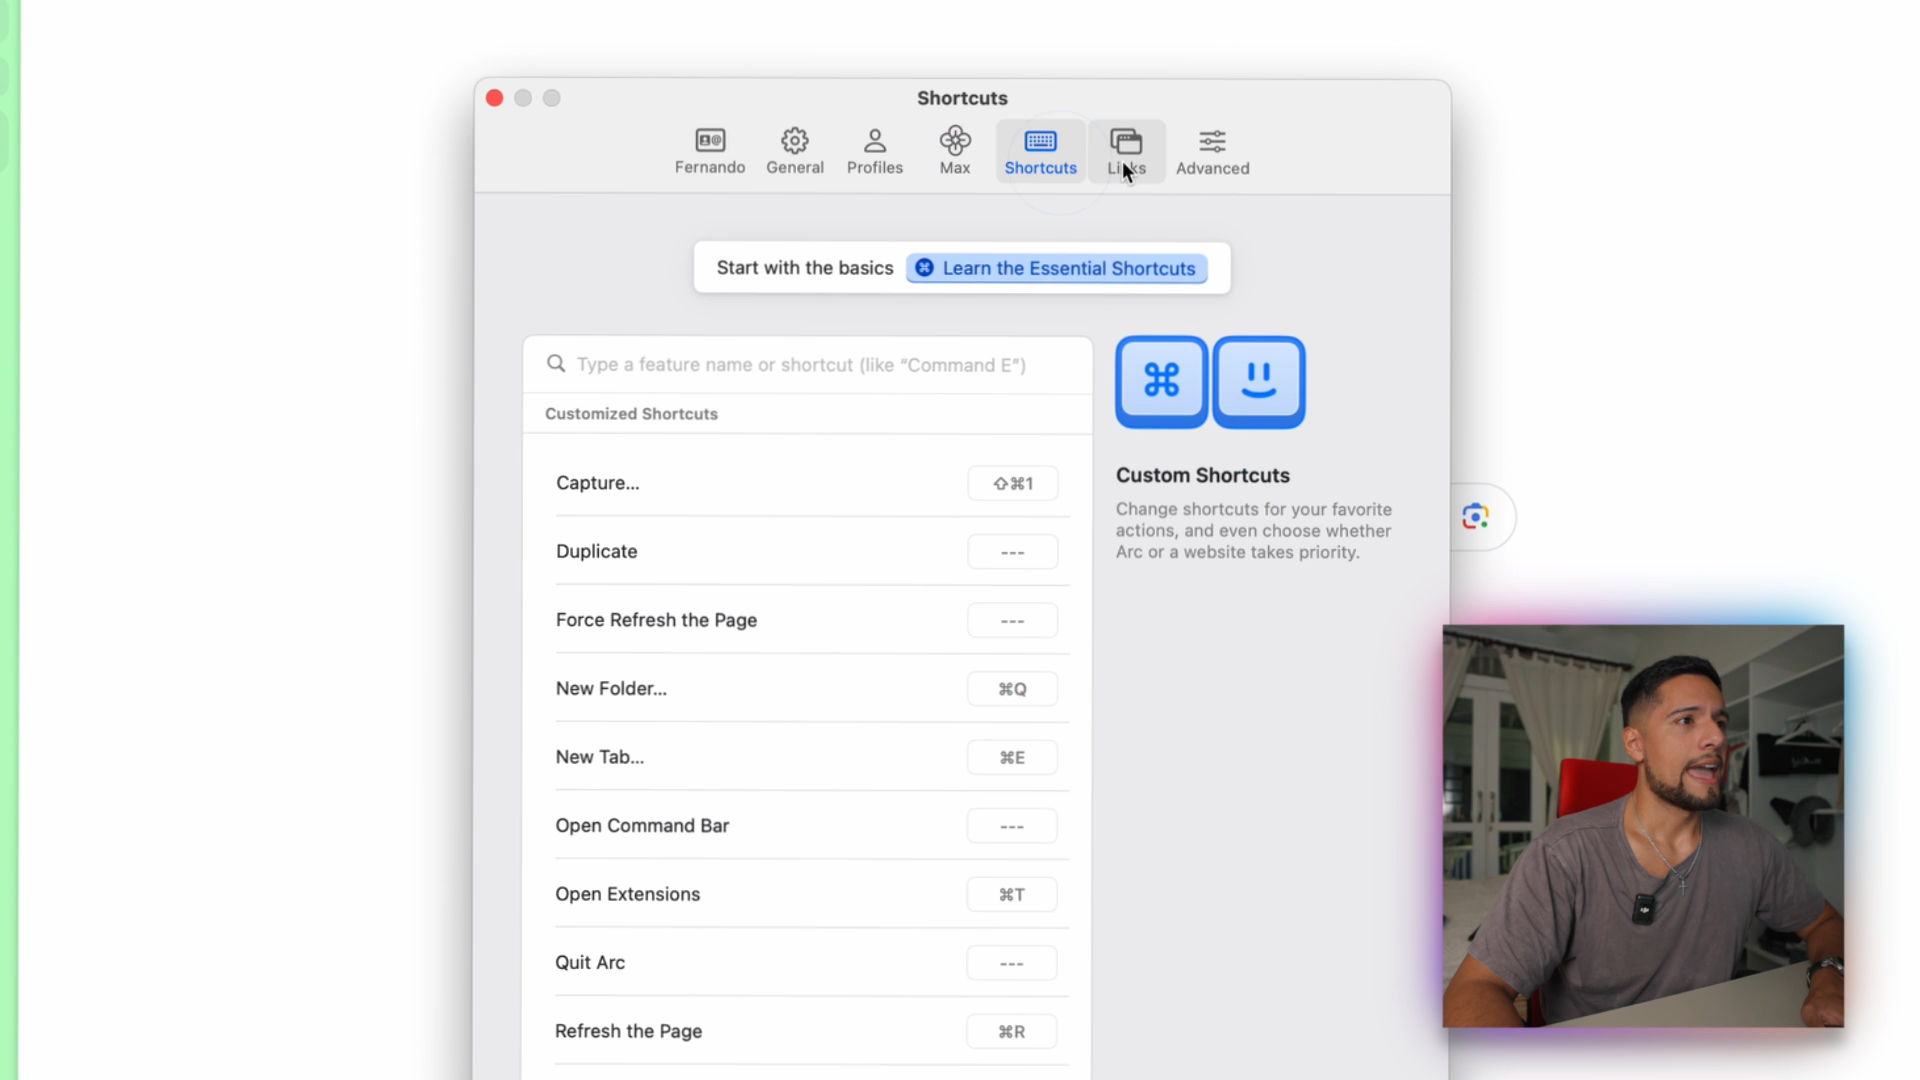 Shortcuts
Fernando
General
Profiles
Max
Shortcuts
Links
Advanced
Start with the basics
Learn the Essential Shortcuts
Type a feature name or shortcut (like “Command E”)
Customized Shortcuts
Capture...
⇧⌘1
Duplicate
---
Force Refresh the Page
---
New Folder...
⌘Q
New Tab...
⌘E
Open Command Bar
---
Open Extensions
⌘T
Quit Arc
---
Refresh the Page
⌘R
Custom Shortcuts
Change shortcuts for your favorite
actions, and even choose whether
Arc or a website takes priority.